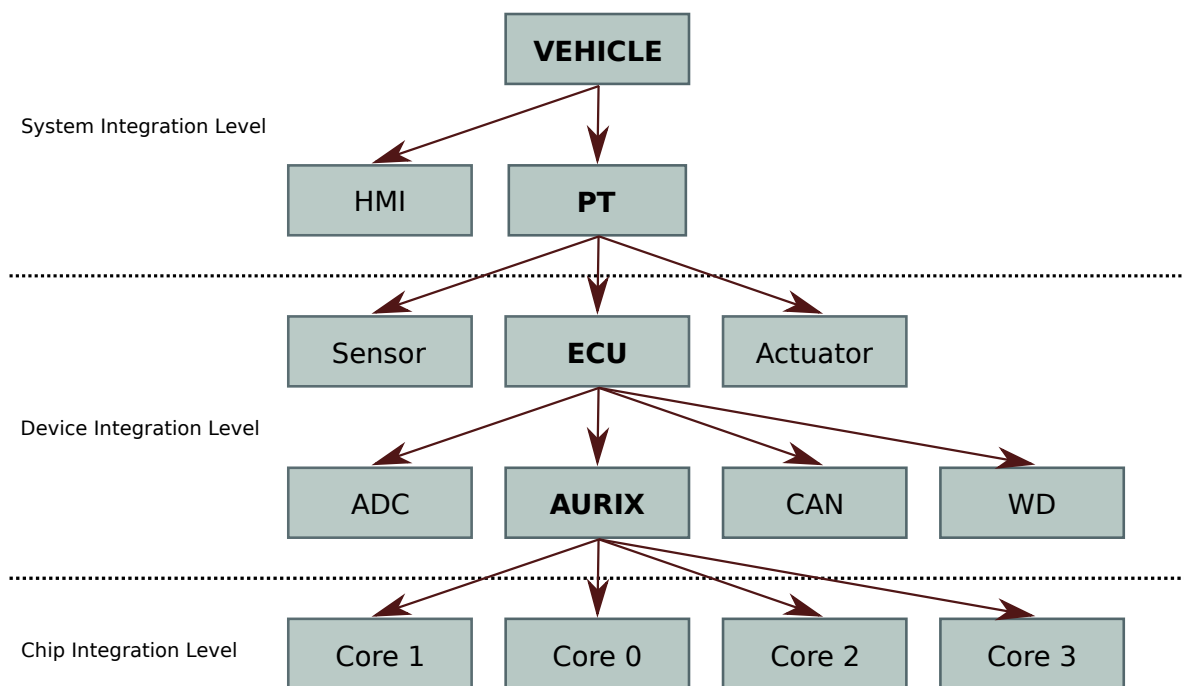 VEHICLE
System Integration Level
HMI
PT
Sensor
ECU
Actuator
Device Integration Level
ADC
AURIX
CAN
WD
Chip Integration Level
Core 1
Core 0
Core 2
Core 3